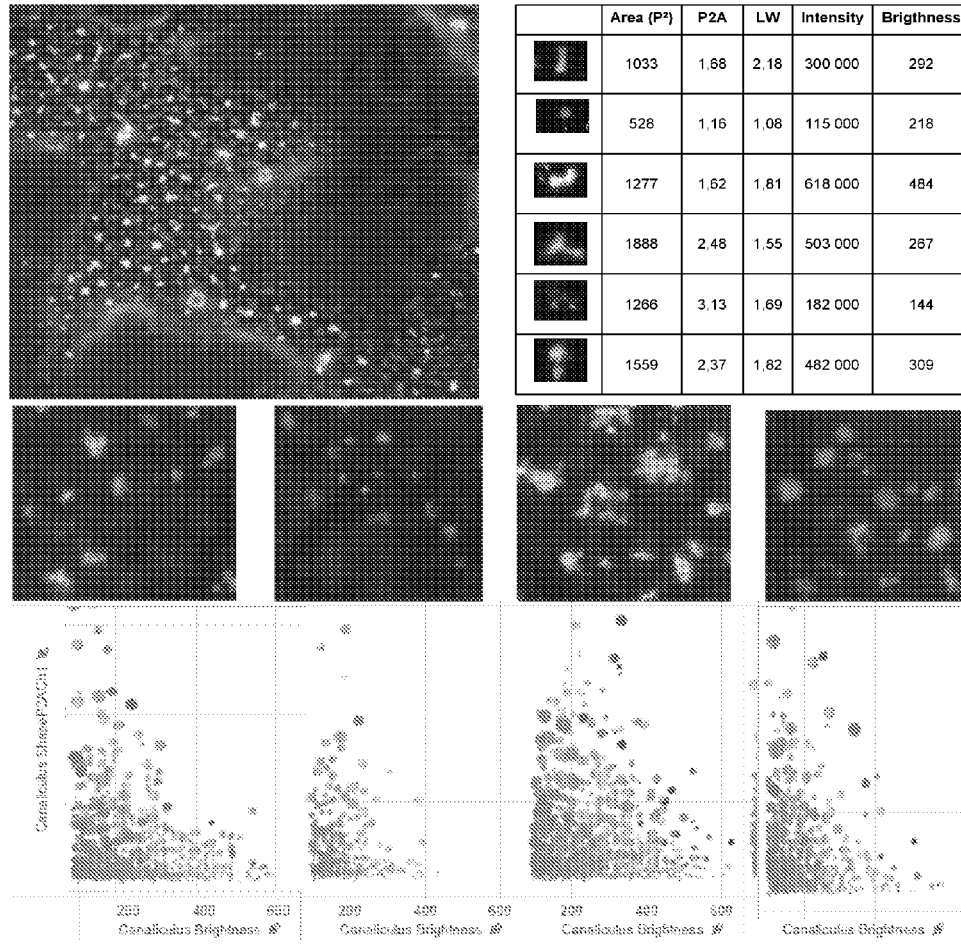 Area (P²) P2A LW Intensity Brigthness
1033 1,68 2,18 300 000 292
528 1,16 1,08 115 000 218
1277 1,62 1,81 618 000 484
1888 2,48 1,55 503 000 267
1266 3,13 1,69 182 000 144
1559 2,37 1,82 482 000 309
Canaliculus
200 400 600 200 400 200 400 600
Canaliculus Brightness Canaliculus Brightness Canaliculus Brightness Canaliculus Brightness